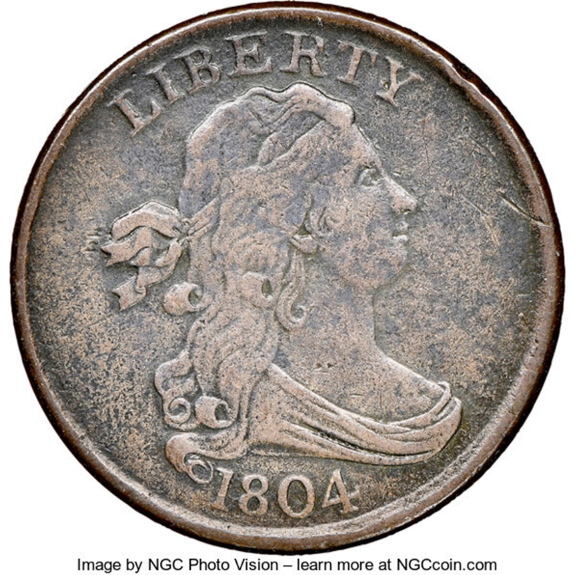 LIBERTY
1804
Image by NGC Photo Vision – learn more at NGCcoin.com